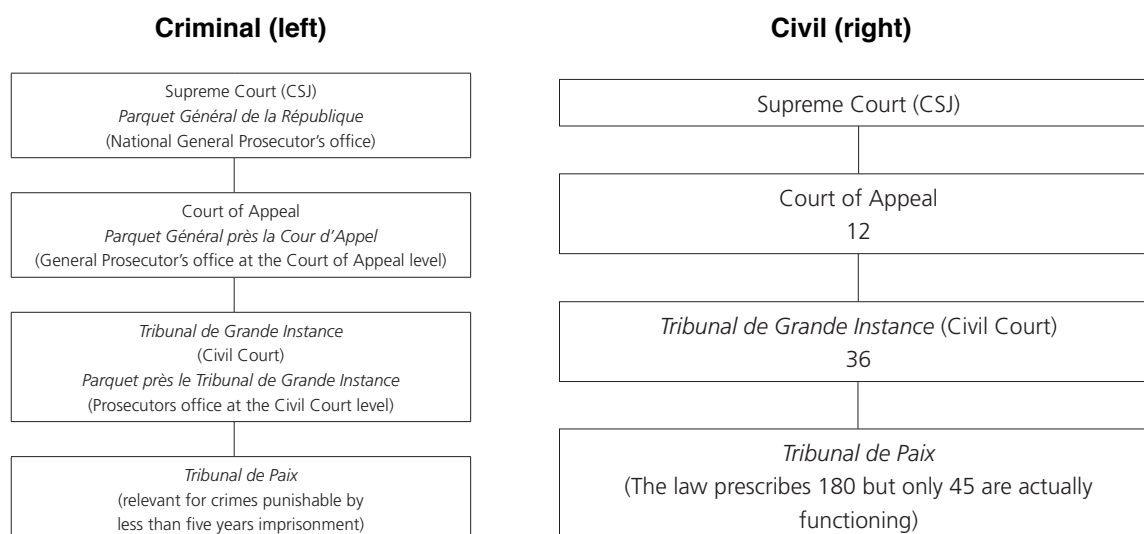 Criminal (left)
Supreme Court (CSJ)
Parquet Général de la République
(National General Prosecutor's office)
Court of Appeal
Parquet Général près la Cour d'Appel
(General Prosecutor's office at the Court of Appeal level)
Tribunal de Grande Instance
(Civil Court)
Parquet près le Tribunal de Grande Instance
(Prosecutors office at the Civil Court level)
Tribunal de Paix
(relevant for crimes punishable by
less than five years imprisonment)
Civil (right)
Supreme Court (CSJ)
Court of Appeal
12
Tribunal de Grande Instance (Civil Court)
36
Tribunal de Paix
(The law prescribes 180 but only 45 are actually
functioning)